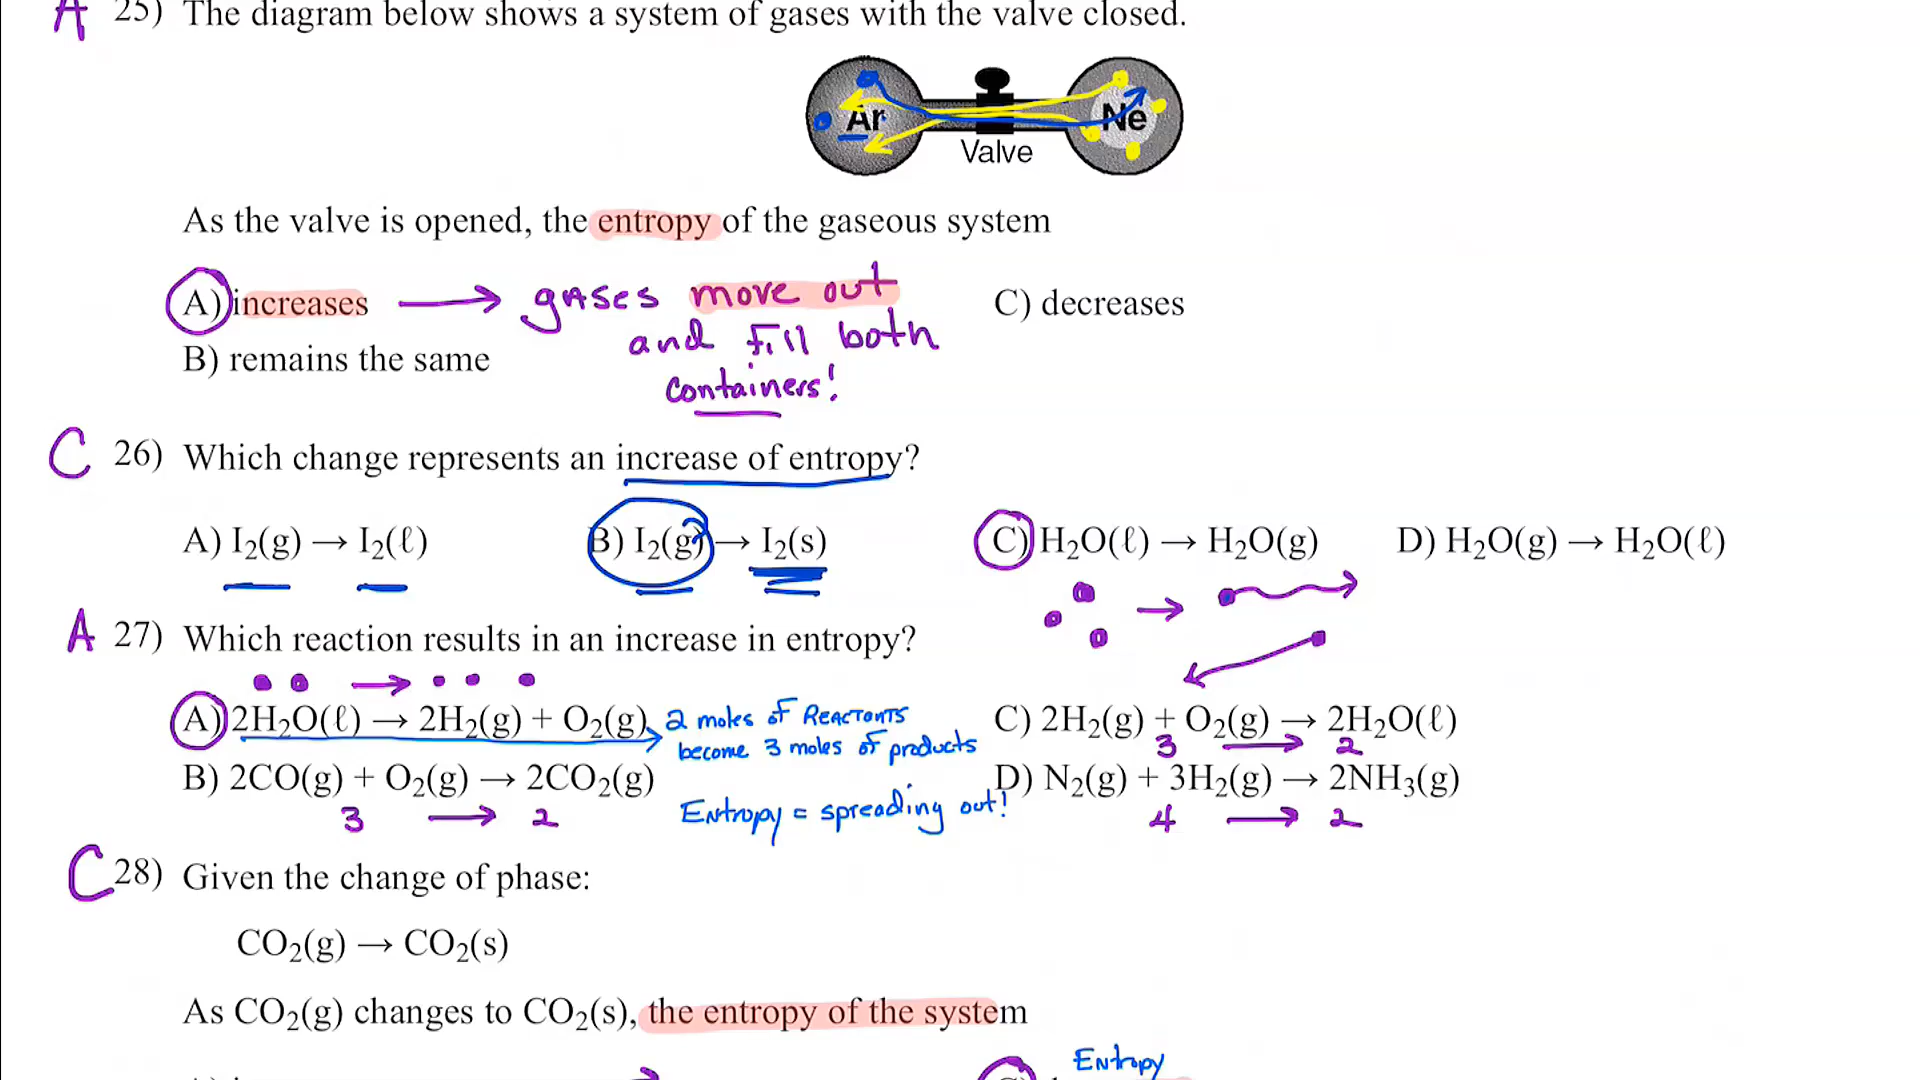 A 25) The diagram below shows a system of gases with the valve closed.
Ar Ne
Valve
As the valve is opened, the entropy of the gaseous system
A) increases → gases move out C) decreases
and fill both
B) remains the same
containers!
C 26) Which change represents an increase of entropy?
A) I₂(g) → I₂(ℓ) B) I₂(g) → I₂(s) C) H₂O(ℓ) → H₂O(g) D) H₂O(g) → H₂O(ℓ)
A 27) Which reaction results in an increase in entropy?
A) 2H₂O(ℓ) → 2H₂(g) + O₂(g) 2 moles of REACTANTS C) 2H₂(g) + O₂(g) → 2H₂O(ℓ)
become 3 moles of products 3 → 2
B) 2CO(g) + O₂(g) → 2CO₂(g) D) N₂(g) + 3H₂(g) → 2NH₃(g)
3 → 2 Entropy = spreading out! 4 → 2
C 28) Given the change of phase:
CO₂(g) → CO₂(s)
As CO₂(g) changes to CO₂(s), the entropy of the system
Entropy